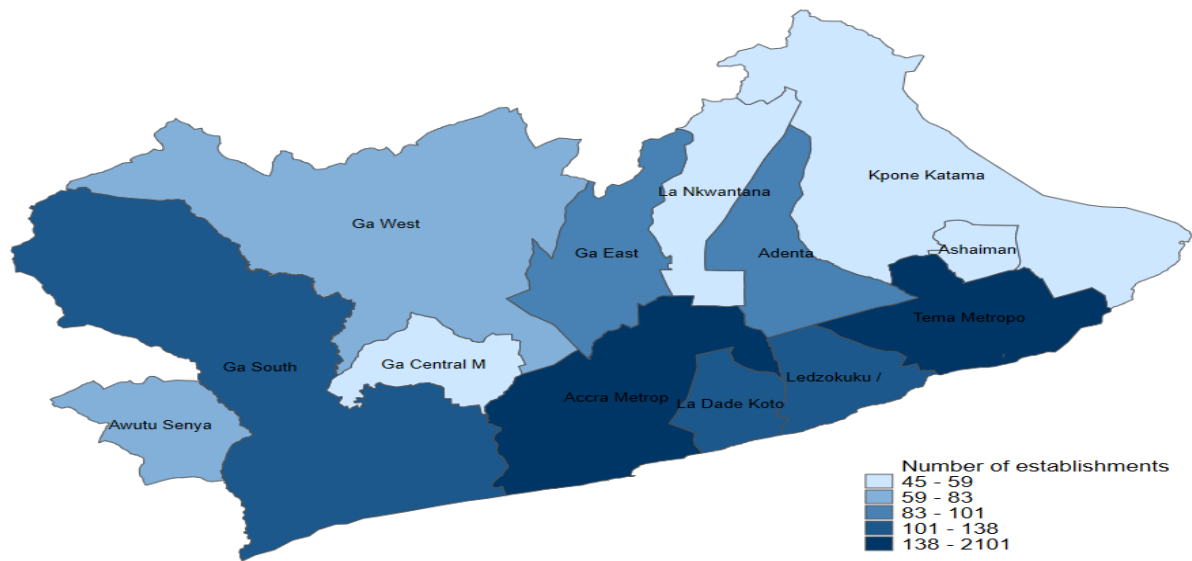 Kpone Katama
La Nkwantana
Ga West
Ashaiman
Ga East
Adenta
Tema Metropo
Ga Central M
Ga South
Ledzokuku /
Accra Metrop
La Dade Koto
Awutu Senya
Number of establishments
45 - 59
59 - 83
83 - 101
101 - 138
138 - 2101